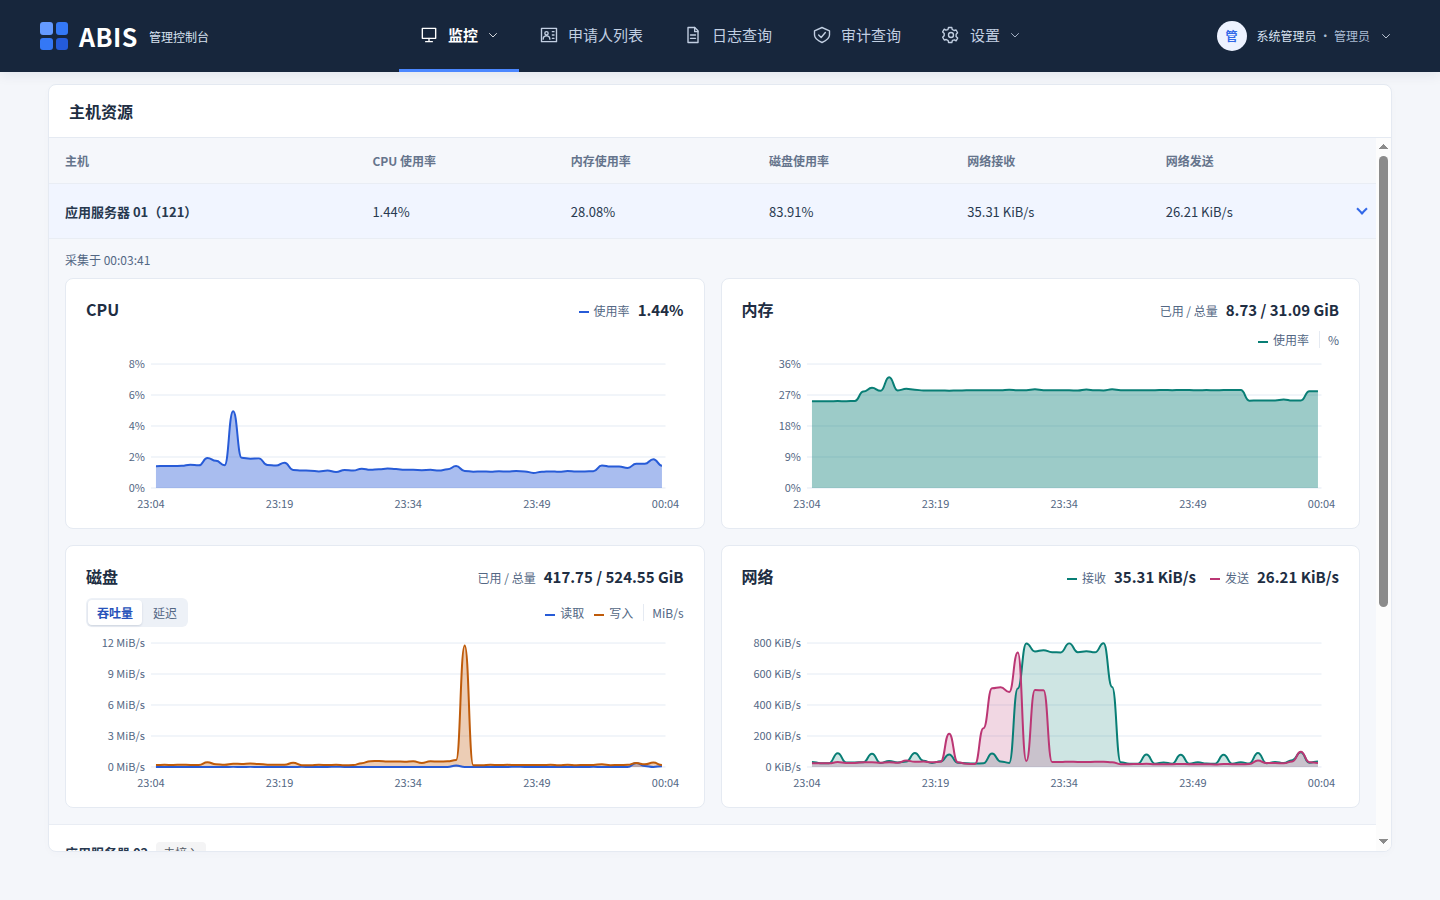 ABIS 管理控制台 监控 申请人列表 日志查询 审计查询 设置 管 系统管理员 · 管理员
主机资源
主机 CPU 使用率 内存使用率 磁盘使用率 网络接收 网络发送
应用服务器 01（121） 1.44% 28.08% 83.91% 35.31 KiB/s 26.21 KiB/s
采集于 00:03:41
CPU 使用率 1.44%
8%
6%
4%
2%
0%
23:04 23:19 23:34 23:49 00:04
内存 已用 / 总量 8.73 / 31.09 GiB
使用率 %
36%
27%
18%
9%
0%
23:04 23:19 23:34 23:49 00:04
磁盘 已用 / 总量 417.75 / 524.55 GiB
吞吐量 延迟 读取 写入 MiB/s
12 MiB/s
9 MiB/s
6 MiB/s
3 MiB/s
0 MiB/s
23:04 23:19 23:34 23:49 00:04
网络 接收 35.31 KiB/s 发送 26.21 KiB/s
800 KiB/s
600 KiB/s
400 KiB/s
200 KiB/s
0 KiB/s
23:04 23:19 23:34 23:49 00:04
应用服务器 02